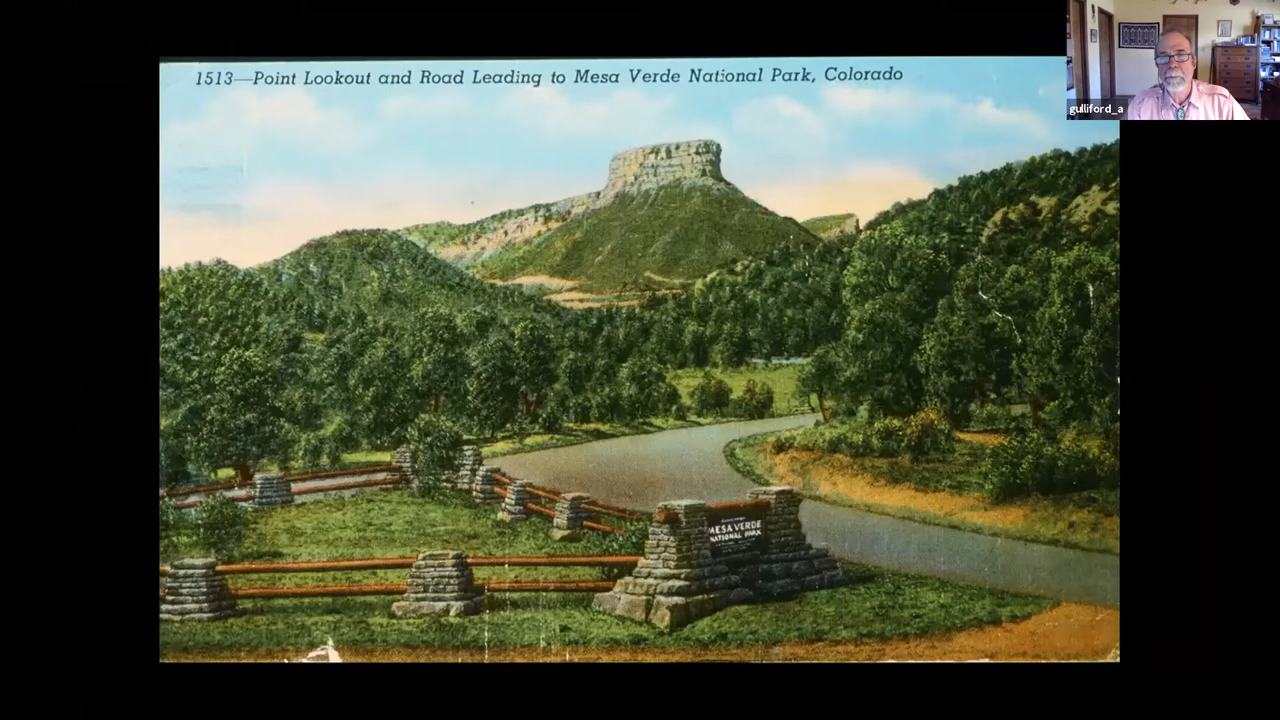 1513—Point Lookout and Road Leading to Mesa Verde National Park, Colorado
gulliford_a
MESA VERDE
NATIONAL PARK